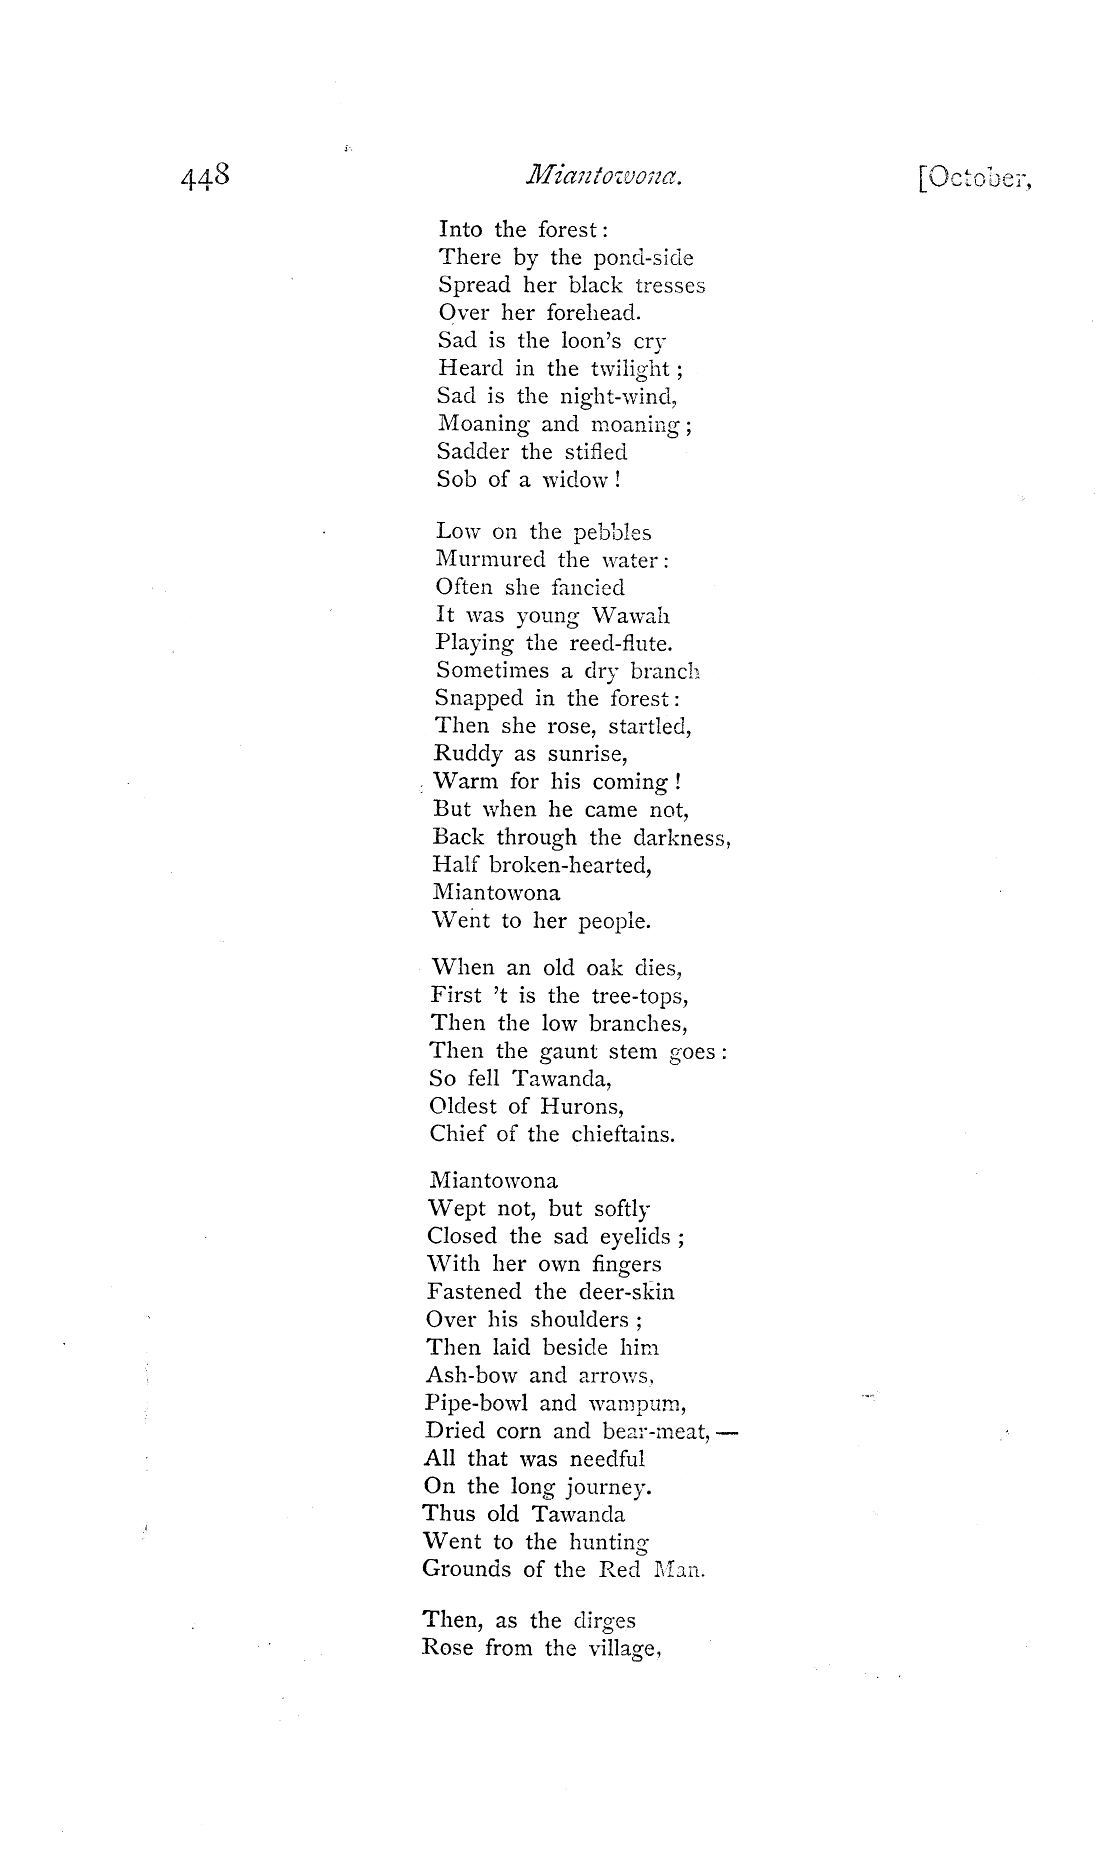 448 Miantowona. [October,
Into the forest :
There by the pond-side
Spread her black tresses
Over her forehead.
Sad is the loon's cry
Heard in the twilight ;
Sad is the night-wind,
Moaning and moaning ;
Sadder the stifled
Sob of a widow !
Low on the pebbles
Murmured the water :
Often she fancied
It was young Wawah
Playing the reed-flute.
Sometimes a dry branch
Snapped in the forest :
Then she rose, startled,
Ruddy as sunrise,
Warm for his coming !
But when he came not,
Back through the darkness,
Half broken-hearted,
Miantowona
Went to her people.
When an old oak dies,
First 't is the tree-tops,
Then the low branches,
Then the gaunt stem goes :
So fell Tawanda,
Oldest of Hurons,
Chief of the chieftains.
Miantowona
Wept not, but softly
Closed the sad eyelids ;
With her own fingers
Fastened the deer-skin
Over his shoulders ;
Then laid beside him
Ash-bow and arrows,
Pipe-bowl and wampum,
Dried corn and bear-meat, —
All that was needful
On the long journey.
Thus old Tawanda
Went to the hunting
Grounds of the Red Man.
Then, as the dirges
Rose from the village,